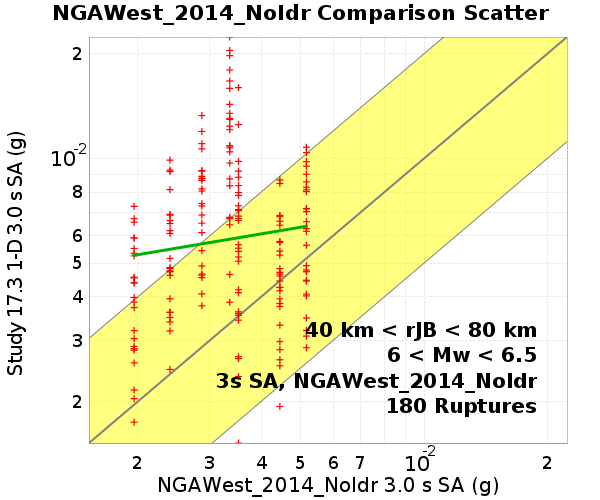 NGAWest_2014_NoIdr Comparison Scatter
Study 17.3 1-D 3.0 s SA (g)
2
10-2
8
6
5
4
3
2
40 km < rJB < 80 km
6 < Mw < 6.5
3s SA, NGAWest_2014_NoIdr
180 Ruptures
2 3 4 5 6 7 10-2 2
NGAWest_2014_NoIdr 3.0 s SA (g)